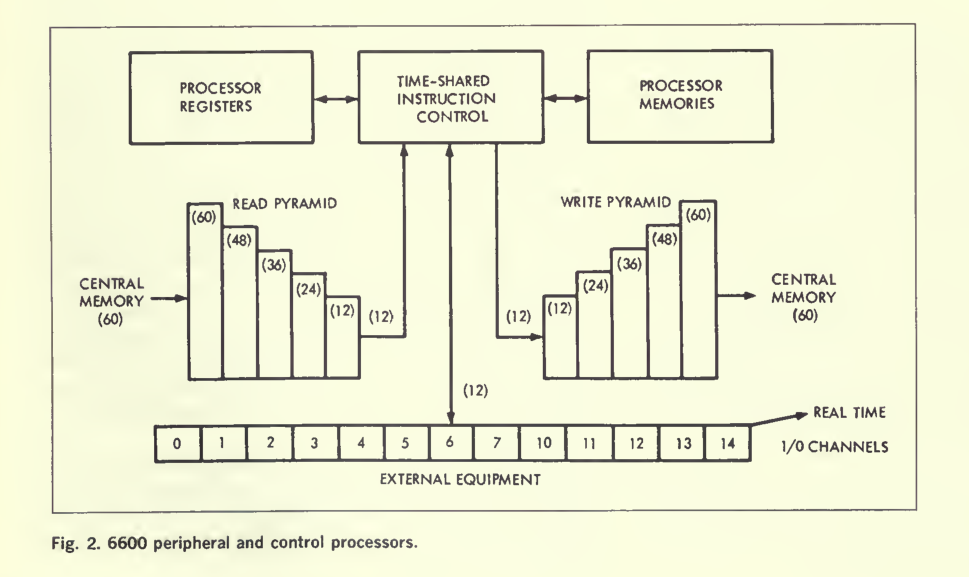 PROCESSOR
REGISTERS
TIME-SHARED
INSTRUCTION
CONTROL
PROCESSOR
MEMORIES
READ PYRAMID
(60)
(48)
(36)
(24)
(12)
CENTRAL
MEMORY
(60)
(12)
WRITE PYRAMID
(12)
(12)
(24)
(36)
(48)
(60)
CENTRAL
MEMORY
(60)
(12)
0 1 2 3 4 5 6 7 10 11 12 13 14
REAL TIME
I/O CHANNELS
EXTERNAL EQUIPMENT
Fig. 2. 6600 peripheral and control processors.